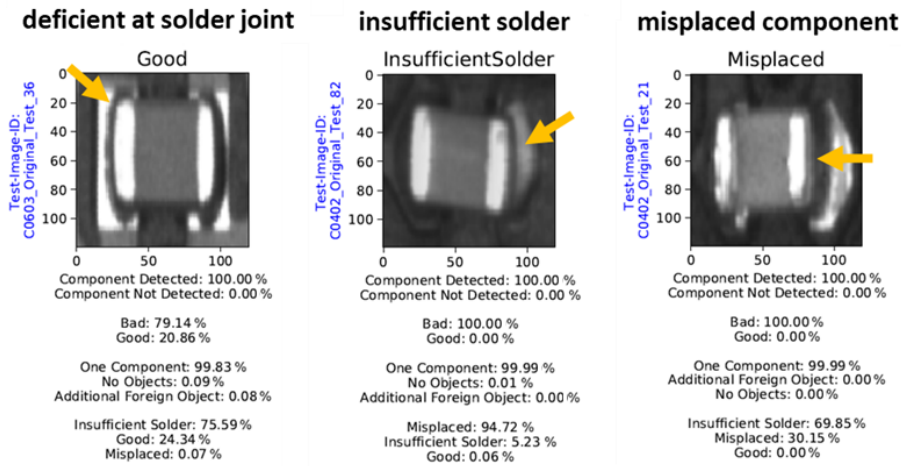 deficient at solder joint
Good
Test-Image-ID:
C0603_Original_Test_36
0
20
40
60
80
100
0
50
100
Component Detected: 100.00 %
Component Not Detected: 0.00 %
Bad: 79.14 %
Good: 20.86 %
One Component: 99.83 %
No Objects: 0.09 %
Additional Foreign Object: 0.08 %
Insufficient Solder: 75.59 %
Good: 24.34 %
Misplaced: 0.07 %
insufficient solder
InsufficientSolder
Test-Image-ID:
C0402_Original_Test_82
0
20
40
60
80
100
0
50
100
Component Detected: 100.00 %
Component Not Detected: 0.00 %
Bad: 100.00 %
Good: 0.00 %
One Component: 99.99 %
No Objects: 0.01 %
Additional Foreign Object: 0.00 %
Misplaced: 94.72 %
Insufficient Solder: 5.23 %
Good: 0.06 %
misplaced component
Misplaced
Test-Image-ID:
C0402_Original_Test_21
0
20
40
60
80
100
0
50
100
Component Detected: 100.00 %
Component Not Detected: 0.00 %
Bad: 100.00 %
Good: 0.00 %
One Component: 99.99 %
Additional Foreign Object: 0.00 %
No Objects: 0.00 %
Insufficient Solder: 69.85 %
Misplaced: 30.15 %
Good: 0.00 %